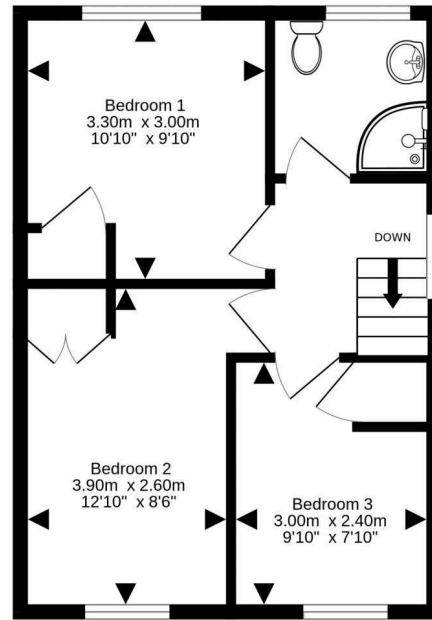 Bedroom 1
3.30m x 3.00m
10'10" x 9'10"
DOWN
Bedroom 2
3.90m x 2.60m
12'10" x 8'6"
Bedroom 3
3.00m x 2.40m
9'10" x 7'10"